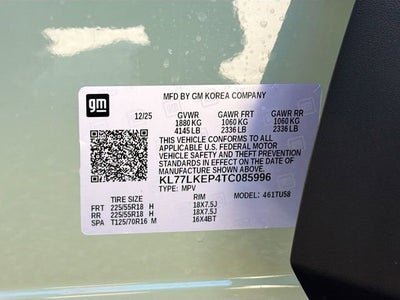 gm
MFD BY GM KOREA COMPANY
12/25 GVWR GAWR FRT GAWR RR
1880 KG 1060 KG 1060 KG
4145 LB 2336 LB 2336 LB
THIS VEHICLE CONFORMS TO ALL
APPLICABLE U.S. FEDERAL MOTOR
VEHICLE SAFETY AND THEFT PREVENTION
STANDARDS IN EFFECT ON THE DATE OF
MANUFACTURE SHOWN ABOVE.
KL77LKEP4TC085996
TYPE: MPV MODEL: 461TU58
TIRE SIZE RIM
FRT 225/55R18 H 18X7.5J
RR 225/55R18 H 18X7.5J
SPA T125/70R16 M 16X4BT